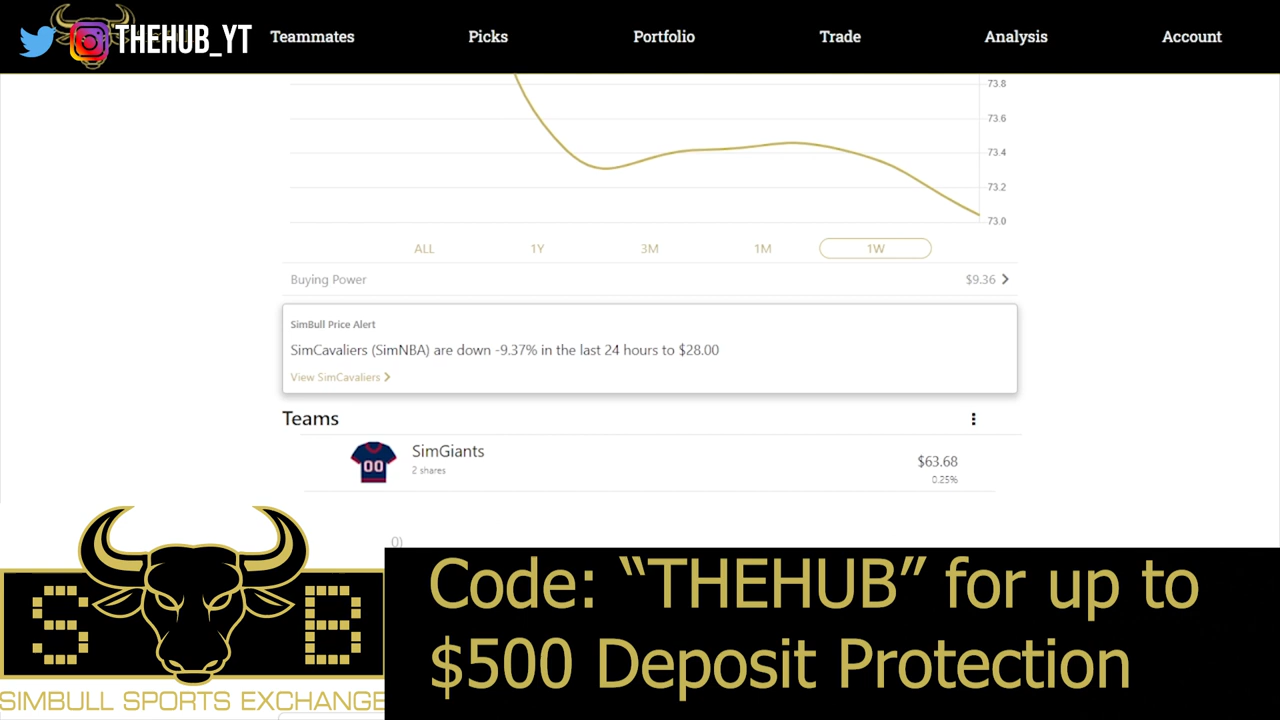 THEHUB_YT
Teammates
Picks
Portfolio
Trade
Analysis
Account
73.8
73.6
73.4
73.2
73.0
ALL
1Y
3M
1M
1W
Buying Power
$9.36
SimBull Price Alert
SimCavaliers (SimNBA) are down -9.37% in the last 24 hours to $28.00
View SimCavaliers
Teams
00
SimGiants
2 shares
$63.68
0.25%
0)
S B
SIMBULL SPORTS EXCHANGE
Code: “THEHUB” for up to
$500 Deposit Protection